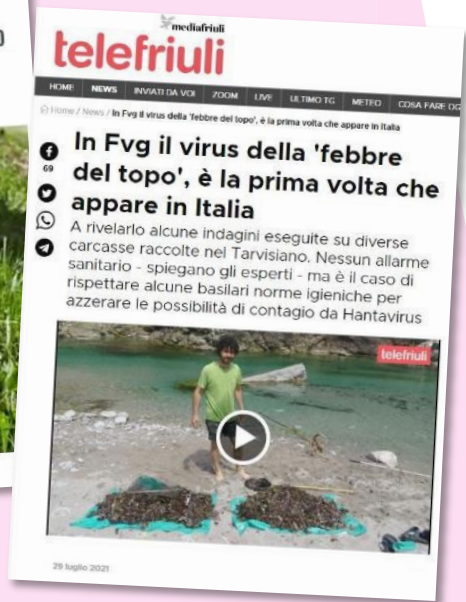 mediafriuli
telefriuli
HOME NEWS INVIATI DA VOI ZOOM LIVE ULTIMO TG METEO COSA FARE OG
Home / News / In Fvg il virus della 'febbre del topo', è la prima volta che appare in Italia
In Fvg il virus della 'febbre
del topo', è la prima volta che
appare in Italia
69
A rivelarlo alcune indagini eseguite su diverse
carcasse raccolte nel Tarvisiano. Nessun allarme
sanitario - spiegano gli esperti - ma è il caso di
rispettare alcune basilari norme igieniche per
azzerare le possibilità di contagio da Hantavirus
telefriuli
29 luglio 2021